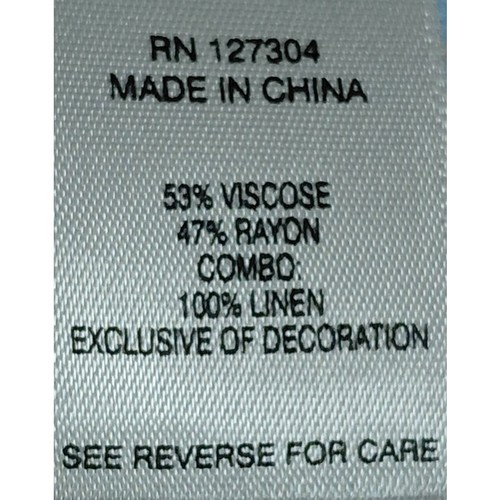 RN 127304
MADE IN CHINA
53% VISCOSE
47% RAYON
COMBO:
100% LINEN
EXCLUSIVE OF DECORATION
SEE REVERSE FOR CARE